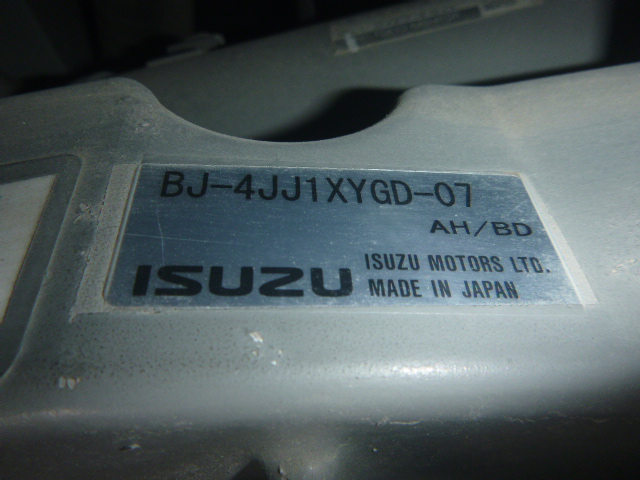 BJ-4JJ1XYGD-07
AH/BD
ISUZU
ISUZU MOTORS LTD.
MADE IN JAPAN